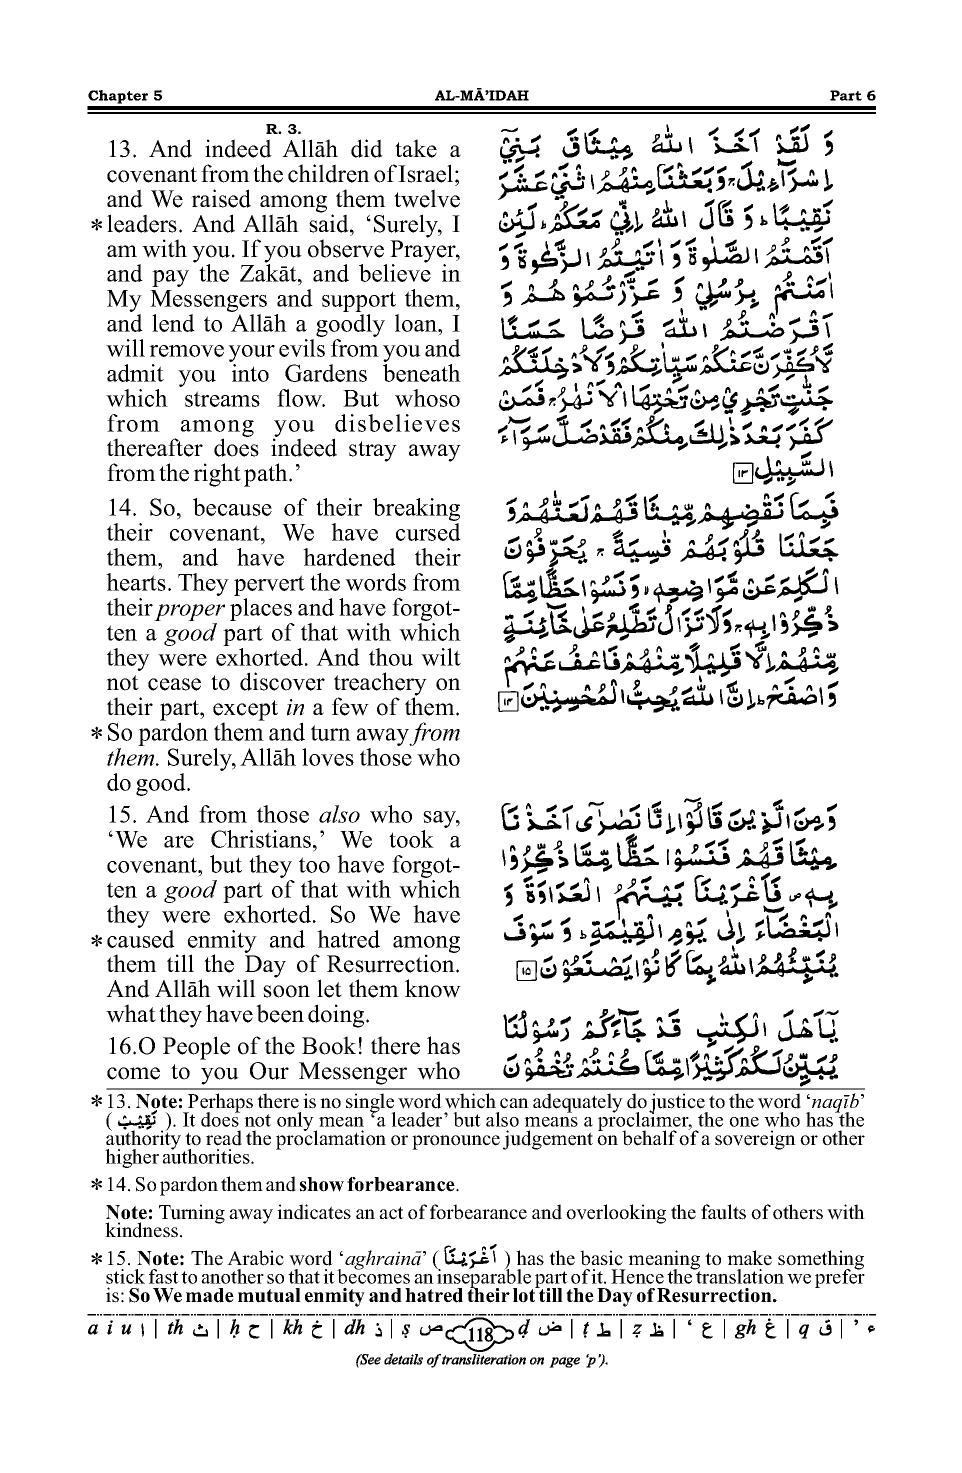 Chapter 5 AL-MĀ’IDAH Part 6
R. 3.
13. And indeed Allāh did take a
covenant from the children of Israel;
and We raised among them twelve
*leaders. And Allāh said, ‘Surely, I
am with you. If you observe Prayer,
and pay the Zakāt, and believe in
My Messengers and support them,
and lend to Allāh a goodly loan, I
will remove your evils from you and
admit you into Gardens beneath
which streams flow. But whoso
from among you disbelieves
thereafter does indeed stray away
from the right path.’
وَ لَقَدْ اَخَذَ اللّٰهُ مِيْثَاقَ بَنِيْٓ
اِسْرَآءِيْلَ ۚ وَبَعَثْنَا مِنْهُمُ اثْنَيْ عَشَرَ
نَقِيْبًا ؕ وَ قَالَ اللّٰهُ اِنِّيْ مَعَكُمْ ؕ لَئِنْ
اَقَمْتُمُ الصَّلٰوةَ وَ اٰتَيْتُمُ الزَّكٰوةَ وَ
اٰمَنْتُمْ بِرُسُلِيْ وَ عَزَّرْتُمُوْهُمْ وَ
اَقْرَضْتُمُ اللّٰهَ قَرْضًا حَسَنًا
لَّاُكَفِّرَنَّ عَنْكُمْ سَيِّاٰتِكُمْ وَلَاُدْخِلَنَّكُمْ
جَنّٰتٍ تَجْرِيْ مِنْ تَحْتِهَا الْاَنْهٰرُ ۚ فَمَنْ
كَفَرَ بَعْدَ ذٰلِكَ مِنْكُمْ فَقَدْ ضَلَّ سَوَآءَ
السَّبِيْلِ ۱۳
14. So, because of their breaking
their covenant, We have cursed
them, and have hardened their
hearts. They pervert the words from
their proper places and have forgot-
ten a good part of that with which
they were exhorted. And thou wilt
not cease to discover treachery on
their part, except in a few of them.
*So pardon them and turn away from
them. Surely, Allāh loves those who
do good.
فَبِمَا نَقْضِهِمْ مِّيْثَاقَهُمْ لَعَنّٰهُمْ وَ
جَعَلْنَا قُلُوْبَهُمْ قٰسِيَةً ۚ يُحَرِّفُوْنَ
الْكَلِمَ عَنْ مَّوَاضِعِهٖ ۙ وَ نَسُوْا حَظًّا مِّمَّا
ذُكِّرُوْا بِهٖ ۚ وَلَا تَزَالُ تَطَّلِعُ عَلٰى خَآئِنَةٍ
مِّنْهُمْ اِلَّا قَلِيْلًا مِّنْهُمْ فَاعْفُ عَنْهُمْ
وَاصْفَحْ ؕ اِنَّ اللّٰهَ يُحِبُّ الْمُحْسِنِيْنَ ۱۴
15. And from those also who say,
‘We are Christians,’ We took a
covenant, but they too have forgot-
ten a good part of that with which
they were exhorted. So We have
*caused enmity and hatred among
them till the Day of Resurrection.
And Allāh will soon let them know
what they have been doing.
وَ مِنَ الَّذِيْنَ قَالُوْٓا اِنَّا نَصٰرٰٓى اَخَذْنَا
مِيْثَاقَهُمْ فَنَسُوْا حَظًّا مِّمَّا ذُكِّرُوْا
بِهٖ ۪ فَاَغْرَيْنَا بَيْنَهُمُ الْعَدَاوَةَ وَ
الْبَغْضَآءَ اِلٰى يَوْمِ الْقِيٰمَةِ ؕ وَ سَوْفَ
يُنَبِّئُهُمُ اللّٰهُ بِمَا كَانُوْا يَصْنَعُوْنَ ۱۵
16.O People of the Book! there has
come to you Our Messenger who
يٰٓاَهْلَ الْكِتٰبِ قَدْ جَآءَكُمْ رَسُوْلُنَا
يُبَيِّنُ لَكُمْ كَثِيْرًا مِّمَّا كُنْتُمْ تُخْفُوْنَ
*13. Note: Perhaps there is no single word which can adequately do justice to the word ‘naqīb’
( نَقِيْبٌ ). It does not only mean ‘a leader’ but also means a proclaimer, the one who has the
authority to read the proclamation or pronounce judgement on behalf of a sovereign or other
higher authorities.
*14. So pardon them and show forbearance.
Note: Turning away indicates an act of forbearance and overlooking the faults of others with
kindness.
*15. Note: The Arabic word ‘aghrainā’ ( اَغْرَيْنَا ) has the basic meaning to make something
stick fast to another so that it becomes an inseparable part of it. Hence the translation we prefer
is: So We made mutual enmity and hatred their lot till the Day of Resurrection.
a i u ا | th ث | ḥ ح | kh خ | dh ذ | ṣ ص 118 ḍ ض | ṭ ط | ẓ ظ | ‘ ع | gh غ | q ق | ’ ء
(See details of transliteration on page ‘p’).